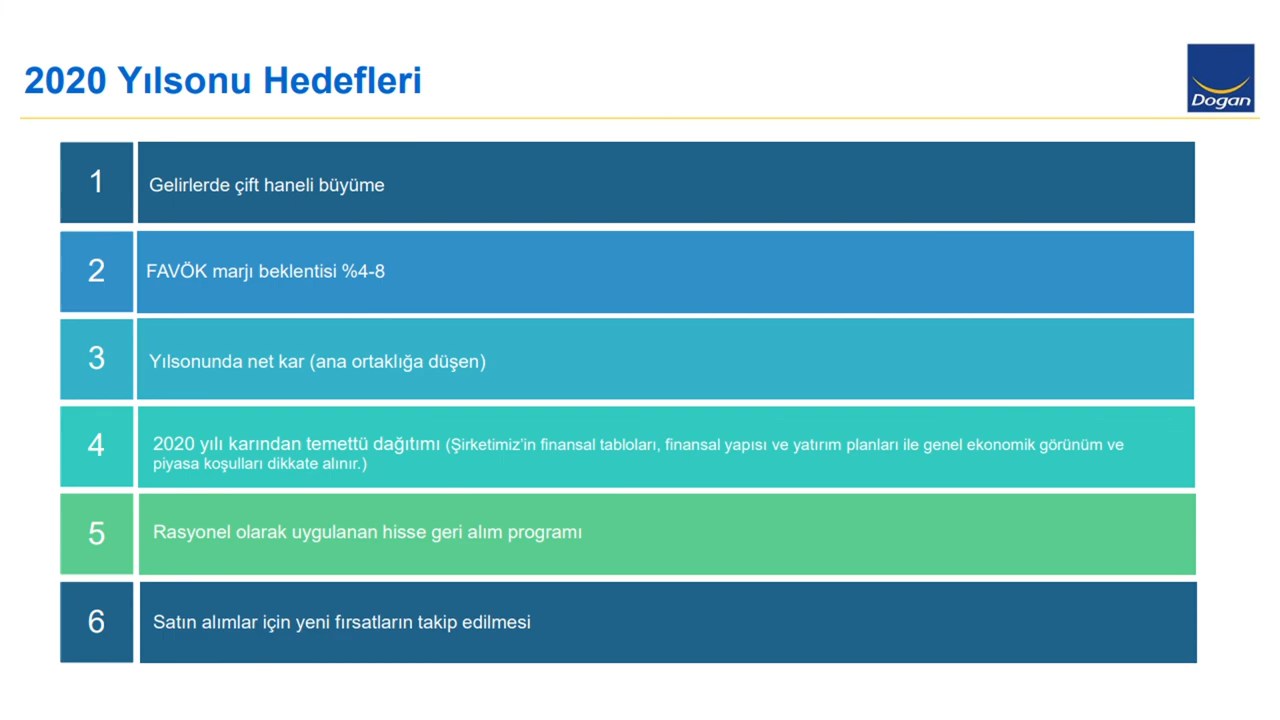 2020 Yılsonu Hedefleri
Dogan
1
Gelirlerde çift haneli büyüme
2
FAVÖK marjı beklentisi %4-8
3
Yılsonunda net kar (ana ortaklığa düşen)
4
2020 yılı karından temettü dağıtımı (Şirketimiz'in finansal tabloları, finansal yapısı ve yatırım planları ile genel ekonomik görünüm ve
piyasa koşulları dikkate alınır.)
5
Rasyonel olarak uygulanan hisse geri alım programı
6
Satın alımlar için yeni fırsatların takip edilmesi